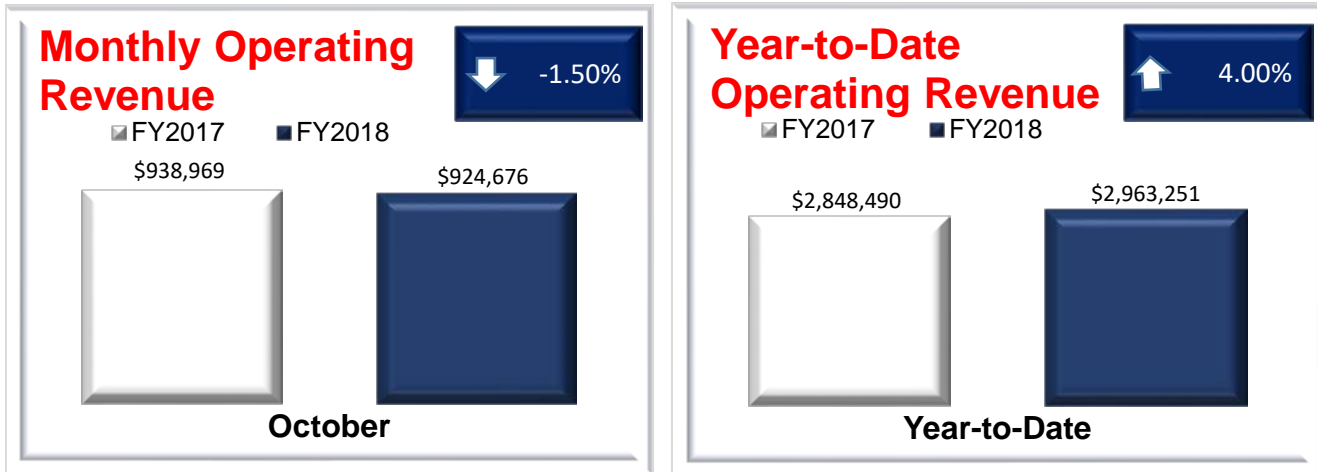 Monthly Operating
Revenue
-1.50%
FY2017 FY2018
$938,969
$924,676
October
Year-to-Date
Operating Revenue
4.00%
FY2017 FY2018
$2,848,490
$2,963,251
Year-to-Date